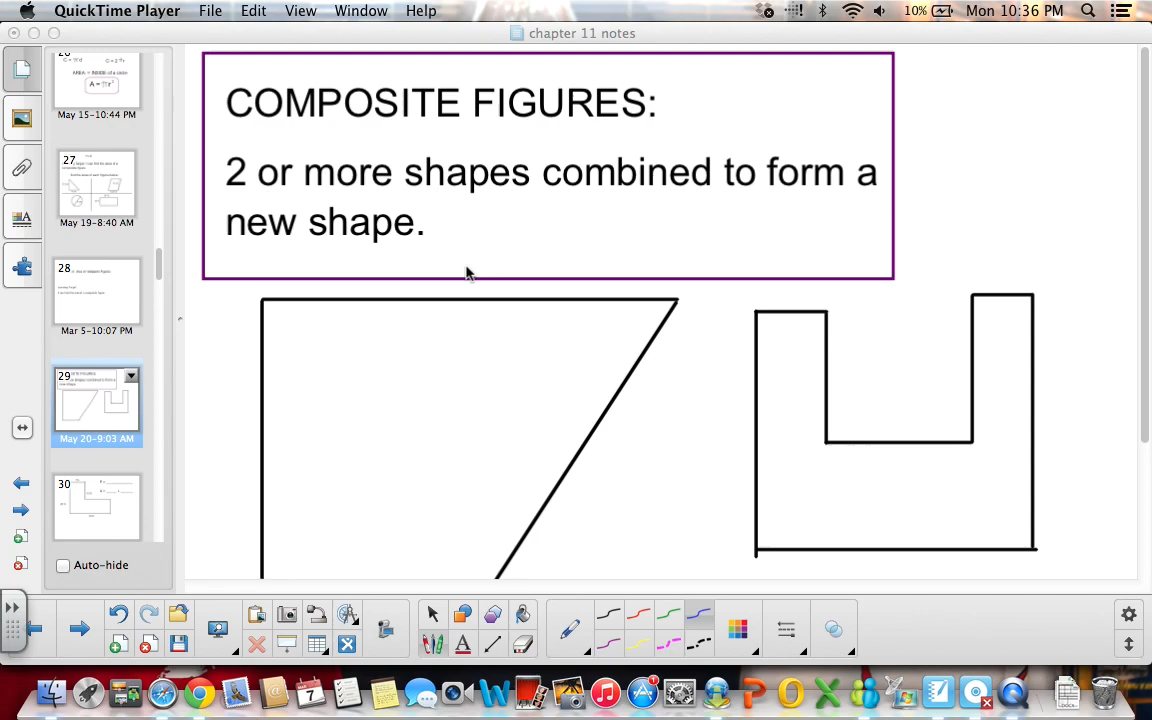 QuickTime Player File Edit View Window Help 10% Mon 10:36 PM
chapter 11 notes
May 15-10:44 PM
27
May 19-8:40 AM
28
Mar 5-10:07 PM
29
May 20-9:03 AM
30
Auto-hide
COMPOSITE FIGURES:
2 or more shapes combined to form a
new shape.